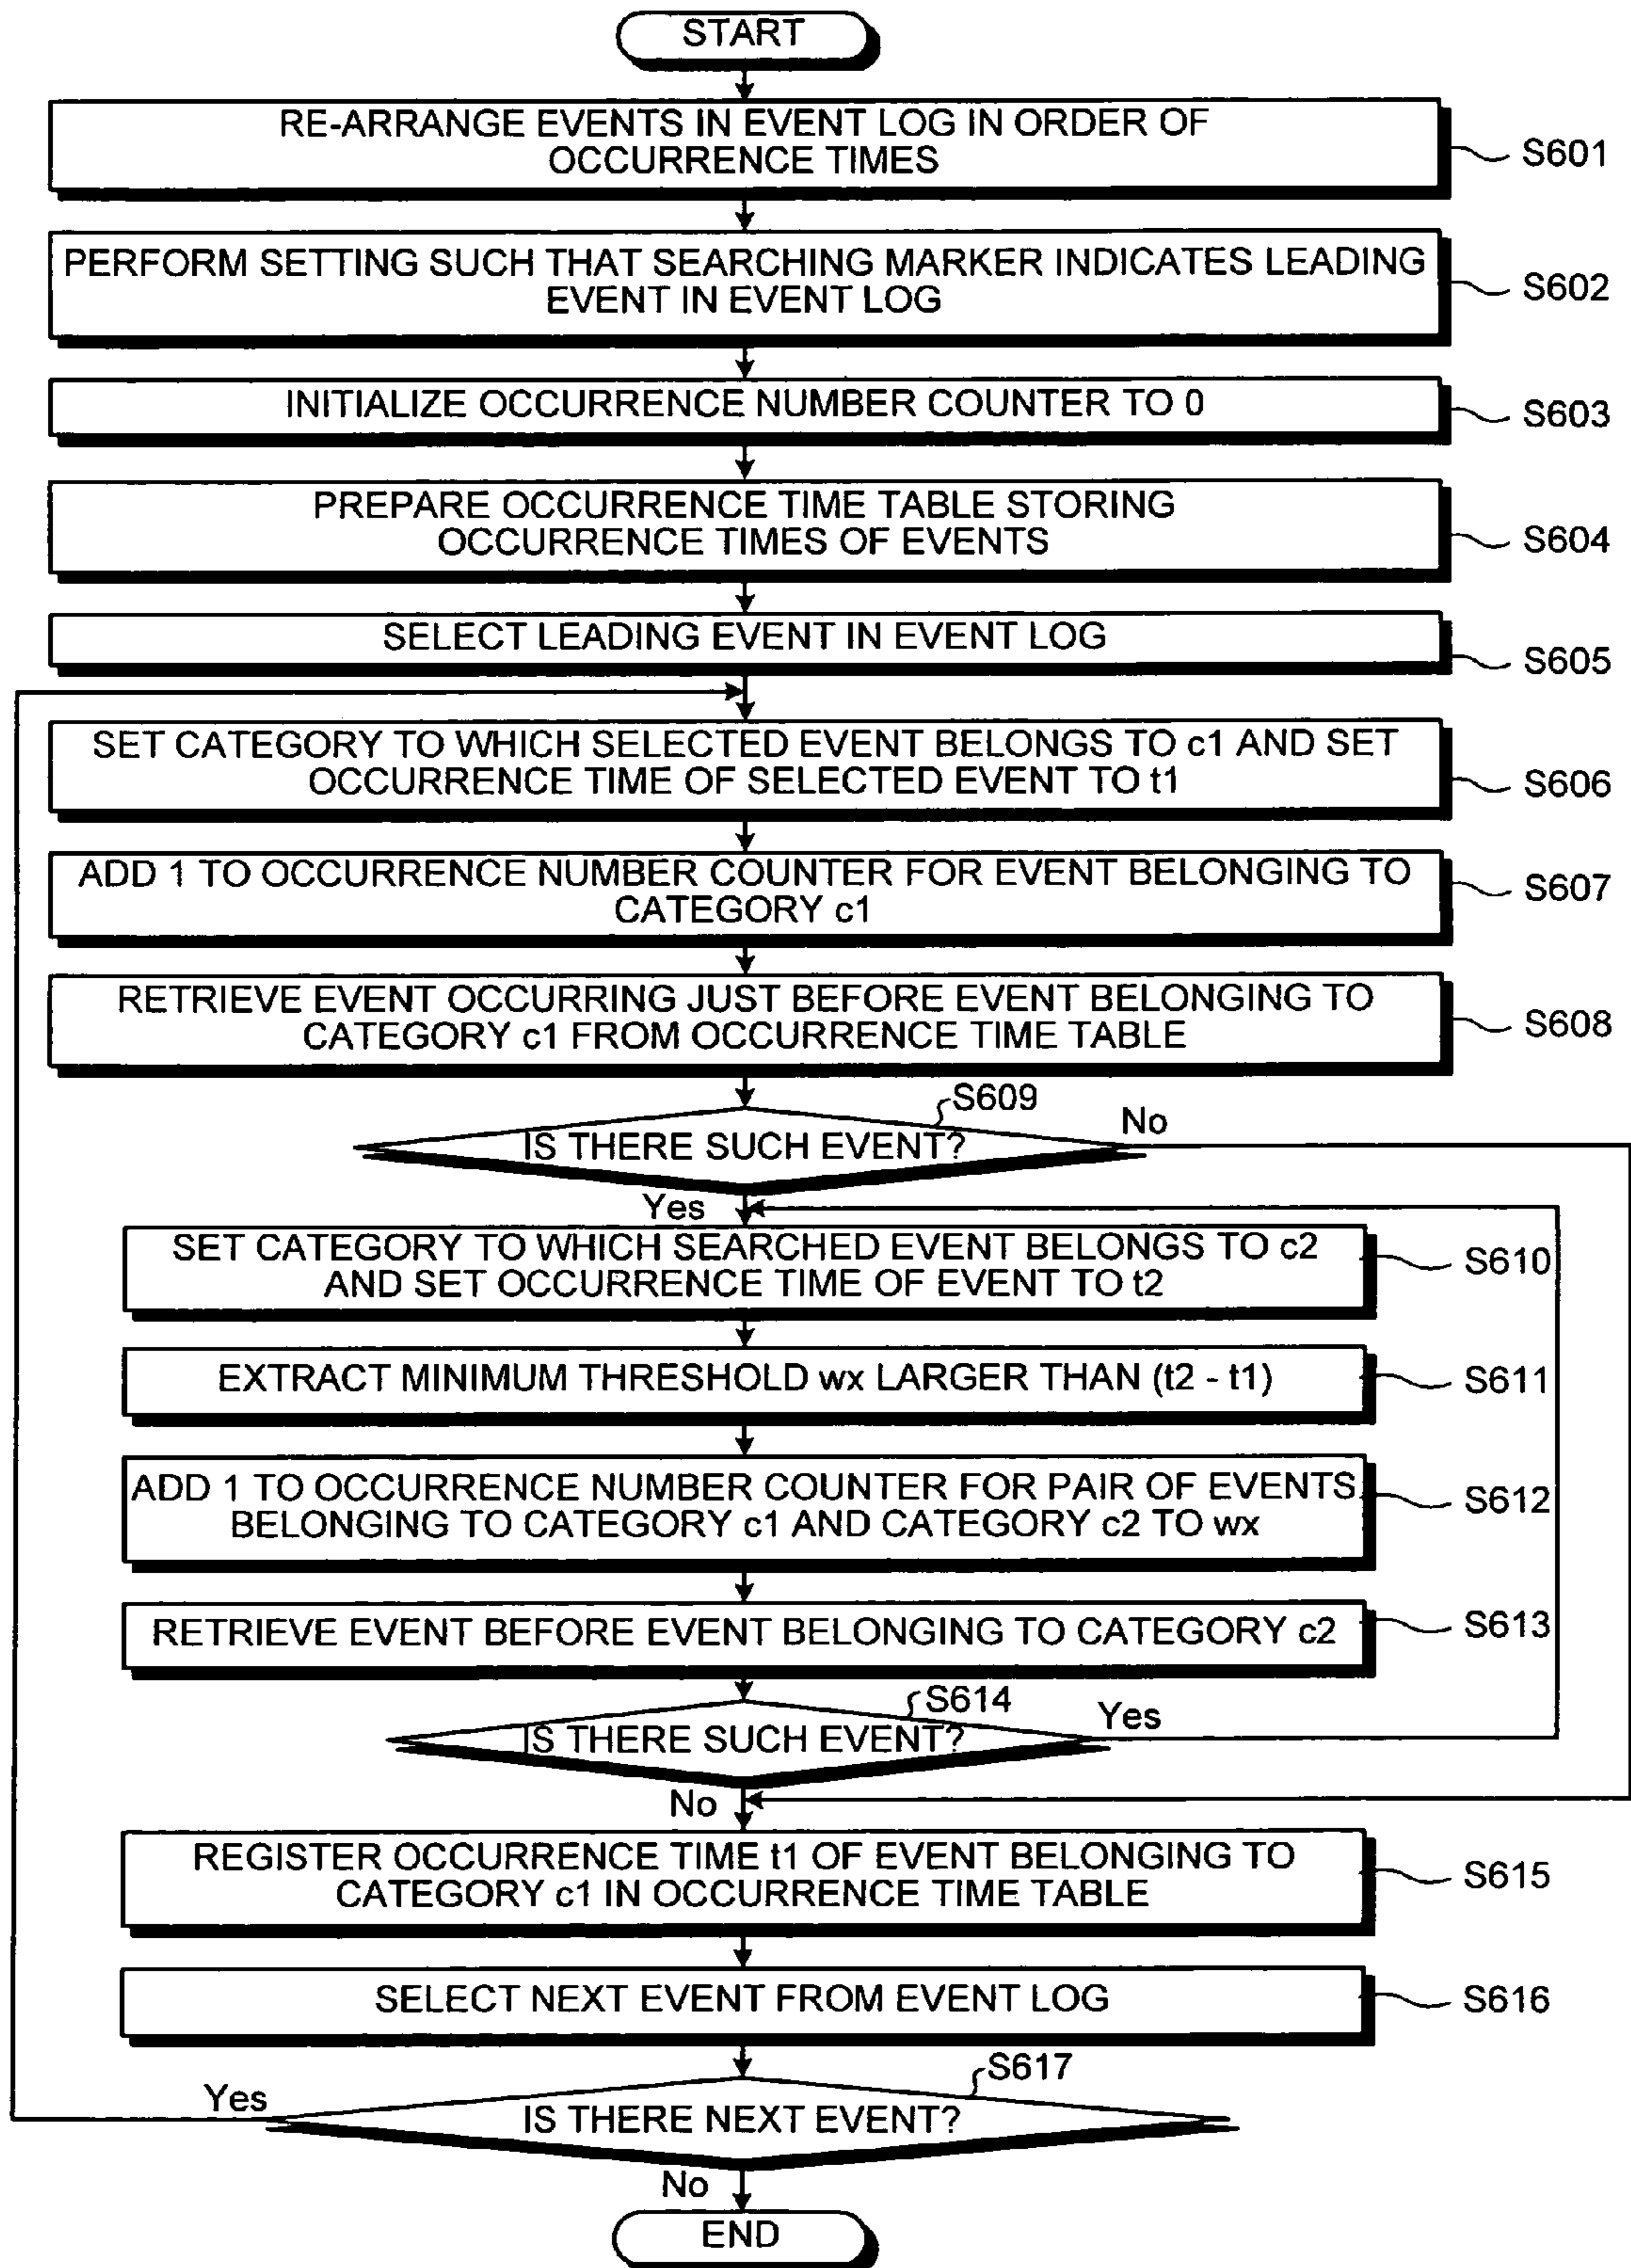 START
RE-ARRANGE EVENTS IN EVENT LOG IN ORDER OF
OCCURRENCE TIMES
S601
PERFORM SETTING SUCH THAT SEARCHING MARKER INDICATES LEADING
EVENT IN EVENT LOG
S602
INITIALIZE OCCURRENCE NUMBER COUNTER TO 0
S603
PREPARE OCCURRENCE TIME TABLE STORING
OCCURRENCE TIMES OF EVENTS
S604
SELECT LEADING EVENT IN EVENT LOG
S605
SET CATEGORY TO WHICH SELECTED EVENT BELONGS TO c1 AND SET
OCCURRENCE TIME OF SELECTED EVENT TO t1
S606
ADD 1 TO OCCURRENCE NUMBER COUNTER FOR EVENT BELONGING TO
CATEGORY c1
S607
RETRIEVE EVENT OCCURRING JUST BEFORE EVENT BELONGING TO
CATEGORY c1 FROM OCCURRENCE TIME TABLE
S608
S609
IS THERE SUCH EVENT?
No
Yes
SET CATEGORY TO WHICH SEARCHED EVENT BELONGS TO c2
AND SET OCCURRENCE TIME OF EVENT TO t2
S610
EXTRACT MINIMUM THRESHOLD wx LARGER THAN (t2 - t1)
S611
ADD 1 TO OCCURRENCE NUMBER COUNTER FOR PAIR OF EVENTS
BELONGING TO CATEGORY c1 AND CATEGORY c2 TO wx
S612
RETRIEVE EVENT BEFORE EVENT BELONGING TO CATEGORY c2
S613
S614
IS THERE SUCH EVENT?
Yes
No
REGISTER OCCURRENCE TIME t1 OF EVENT BELONGING TO
CATEGORY c1 IN OCCURRENCE TIME TABLE
S615
SELECT NEXT EVENT FROM EVENT LOG
S616
S617
Yes
IS THERE NEXT EVENT?
No
END